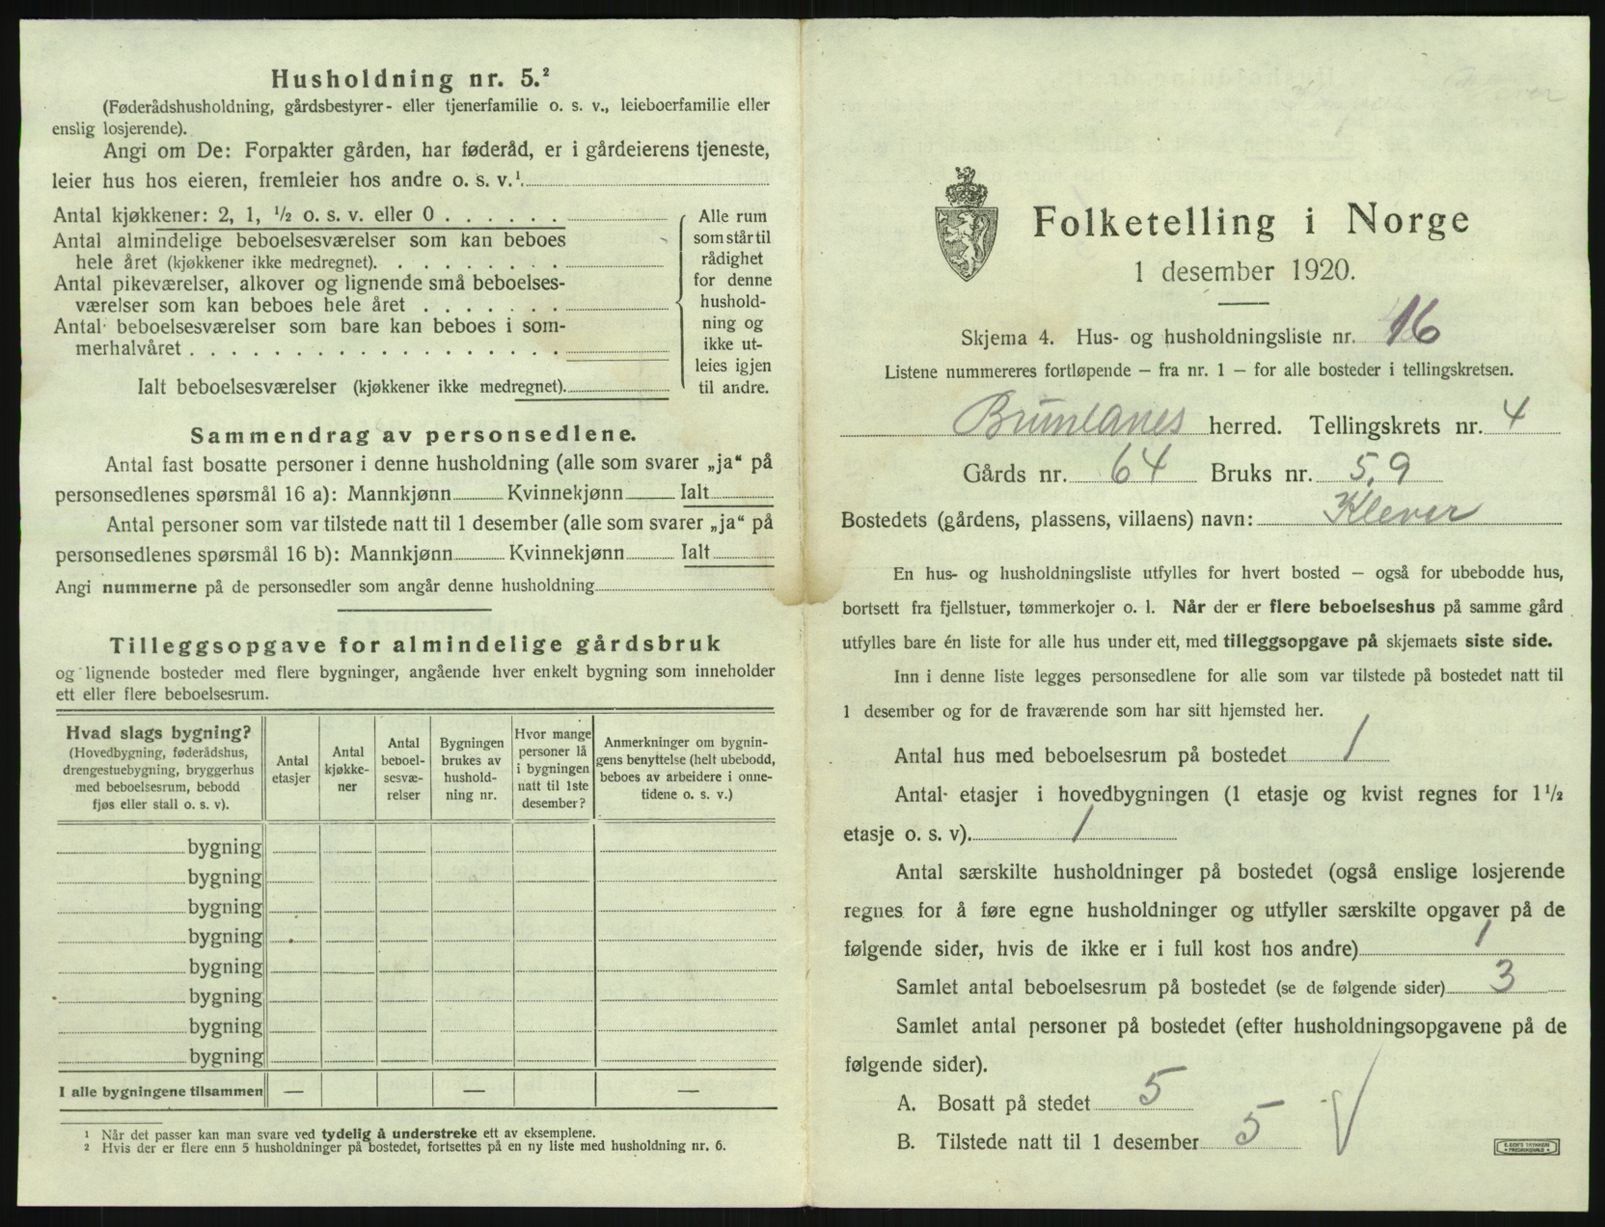 Husholdning nr. 5.²
(Føderådshusholdning, gårdsbestyrer- eller tjenerfamilie o. s. v., leieboerfamilie eller
enslig losjerende).
Angi om De: Forpakter gården, har føderåd, er i gårdeierens tjeneste,
leier hus hos eieren, fremleier hos andre o. s. v.¹
Antal kjøkkener: 2, 1, ½ o. s. v. eller 0 . . . . . .
Antal almindelige beboelsesværelser som kan beboes
hele året (kjøkkener ikke medregnet). . . . . . . . .
Antal pikeværelser, alkover og lignende små beboelses-
værelser som kan beboes hele året . . . . . . .
Antal beboelsesværelser som bare kan beboes i som-
merhalvåret . . . . . . . . . . . . . . . . . .
Ialt beboelsesværelser (kjøkkener ikke medregnet).
Alle rum
som står til
rådighet
for denne
hushold-
ning og
ikke ut-
leies igjen
til andre.
Sammendrag av personsedlene.
Antal fast bosatte personer i denne husholdning (alle som svarer „ja“ på
personsedlenes spørsmål 16 a): Mannkjønn Kvinnekjønn Ialt
Antal personer som var tilstede natt til 1 desember (alle som svarer „ja“ på
personsedlenes spørsmål 16 b): Mannkjønn Kvinnekjønn Ialt
Angi nummerne på de personsedler som angår denne husholdning
Tilleggsopgave for almindelige gårdsbruk
og lignende bosteder med flere bygninger, angående hver enkelt bygning som inneholder
ett eller flere beboelsesrum.
Hvad slags bygning?
(Hovedbygning, føderådshus,
drengestuebygning, bryggerhus
med beboelsesrum, bebodd
fjøs eller stall o. s. v).
Antal
etasjer
Antal
kjøkke-
ner
Antal
beboel-
sesvæ-
relser
Bygningen
brukes av
hushold-
ning nr.
Hvor mange
personer lå
i bygningen
natt til 1ste
desember?
Anmerkninger om bygnin-
gens benyttelse (helt ubebodd,
beboes av arbeidere i onne-
tidene o. s. v.)
bygning
bygning
bygning
bygning
bygning
bygning
bygning
bygning
I alle bygningene tilsammen — — —
¹ Når det passer kan man svare ved tydelig å understreke ett av eksemplene.
² Hvis der er flere enn 5 husholdninger på bostedet, fortsettes på en ny liste med husholdning nr. 6.
Folketelling i Norge
1 desember 1920.
Skjema 4. Hus- og husholdningsliste nr. 16
Listene nummereres fortløpende — fra nr. 1 — for alle bosteder i tellingskretsen.
Brunlanes herred. Tellingskrets nr. 4
Gårds nr. 64 Bruks nr. 5,9
Bostedets (gårdens, plassens, villaens) navn: Klever
En hus- og husholdningsliste utfylles for hvert bosted — også for ubebodde hus,
bortsett fra fjellstuer, tømmerkojer o. l. Når der er flere beboelseshus på samme gård
utfylles bare én liste for alle hus under ett, med tilleggsopgave på skjemaets siste side.
Inn i denne liste legges personsedlene for alle som var tilstede på bostedet natt til
1 desember og for de fraværende som har sitt hjemsted her.
Antal hus med beboelsesrum på bostedet 1
Antal etasjer i hovedbygningen (1 etasje og kvist regnes for 1½
etasje o. s. v). 1
Antal særskilte husholdninger på bostedet (også enslige losjerende
regnes for å føre egne husholdninger og utfyller særskilte opgaver på de
følgende sider, hvis de ikke er i full kost hos andre) 1
Samlet antal beboelsesrum på bostedet (se de følgende sider) 3
Samlet antal personer på bostedet (efter husholdningsopgavene på de
følgende sider).
A. Bosatt på stedet 5
B. Tilstede natt til 1 desember 5